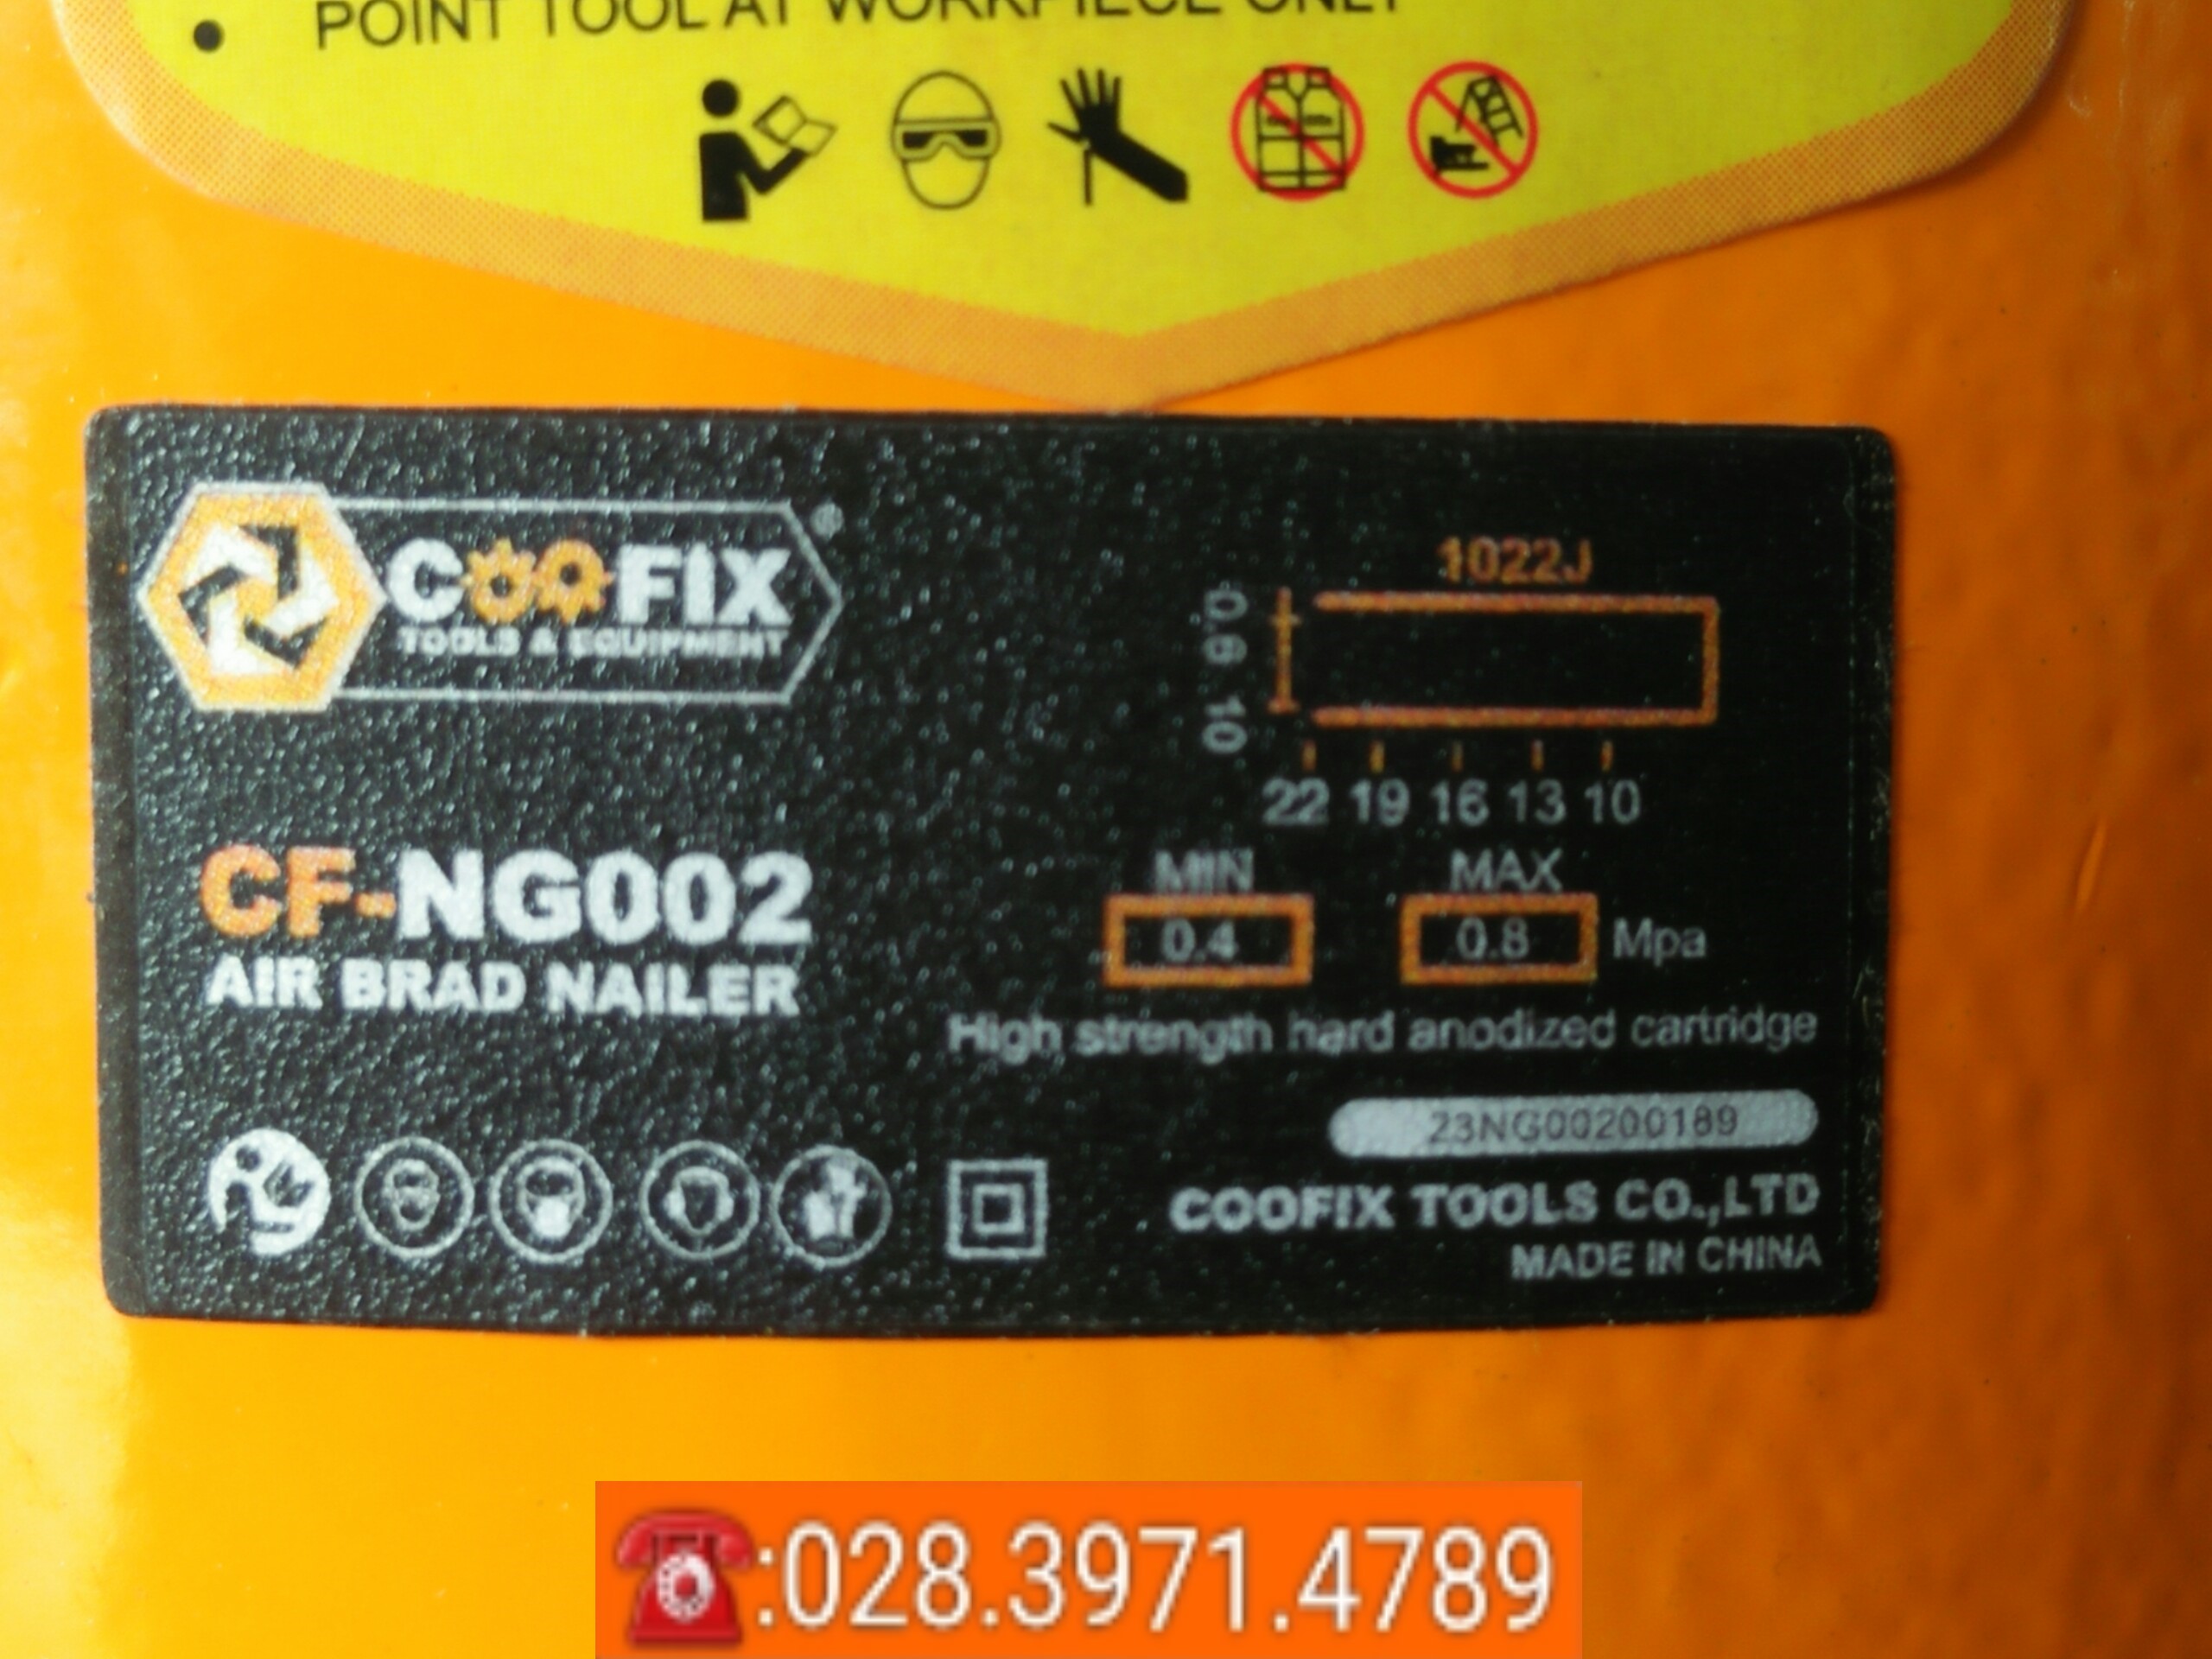 • POINT TOOL AT WORKPIECE ONLY
COOFIX®
TOOLS & EQUIPMENT
1022J
0.6
10
22 19 16 13 10
CF-NG002
AIR BRAD NAILER
MIN MAX
0.4 0.8 Mpa
High strength hard anodized cartridge
23NG00200189
COOFIX TOOLS CO.,LTD
MADE IN CHINA
☎:028.3971.4789